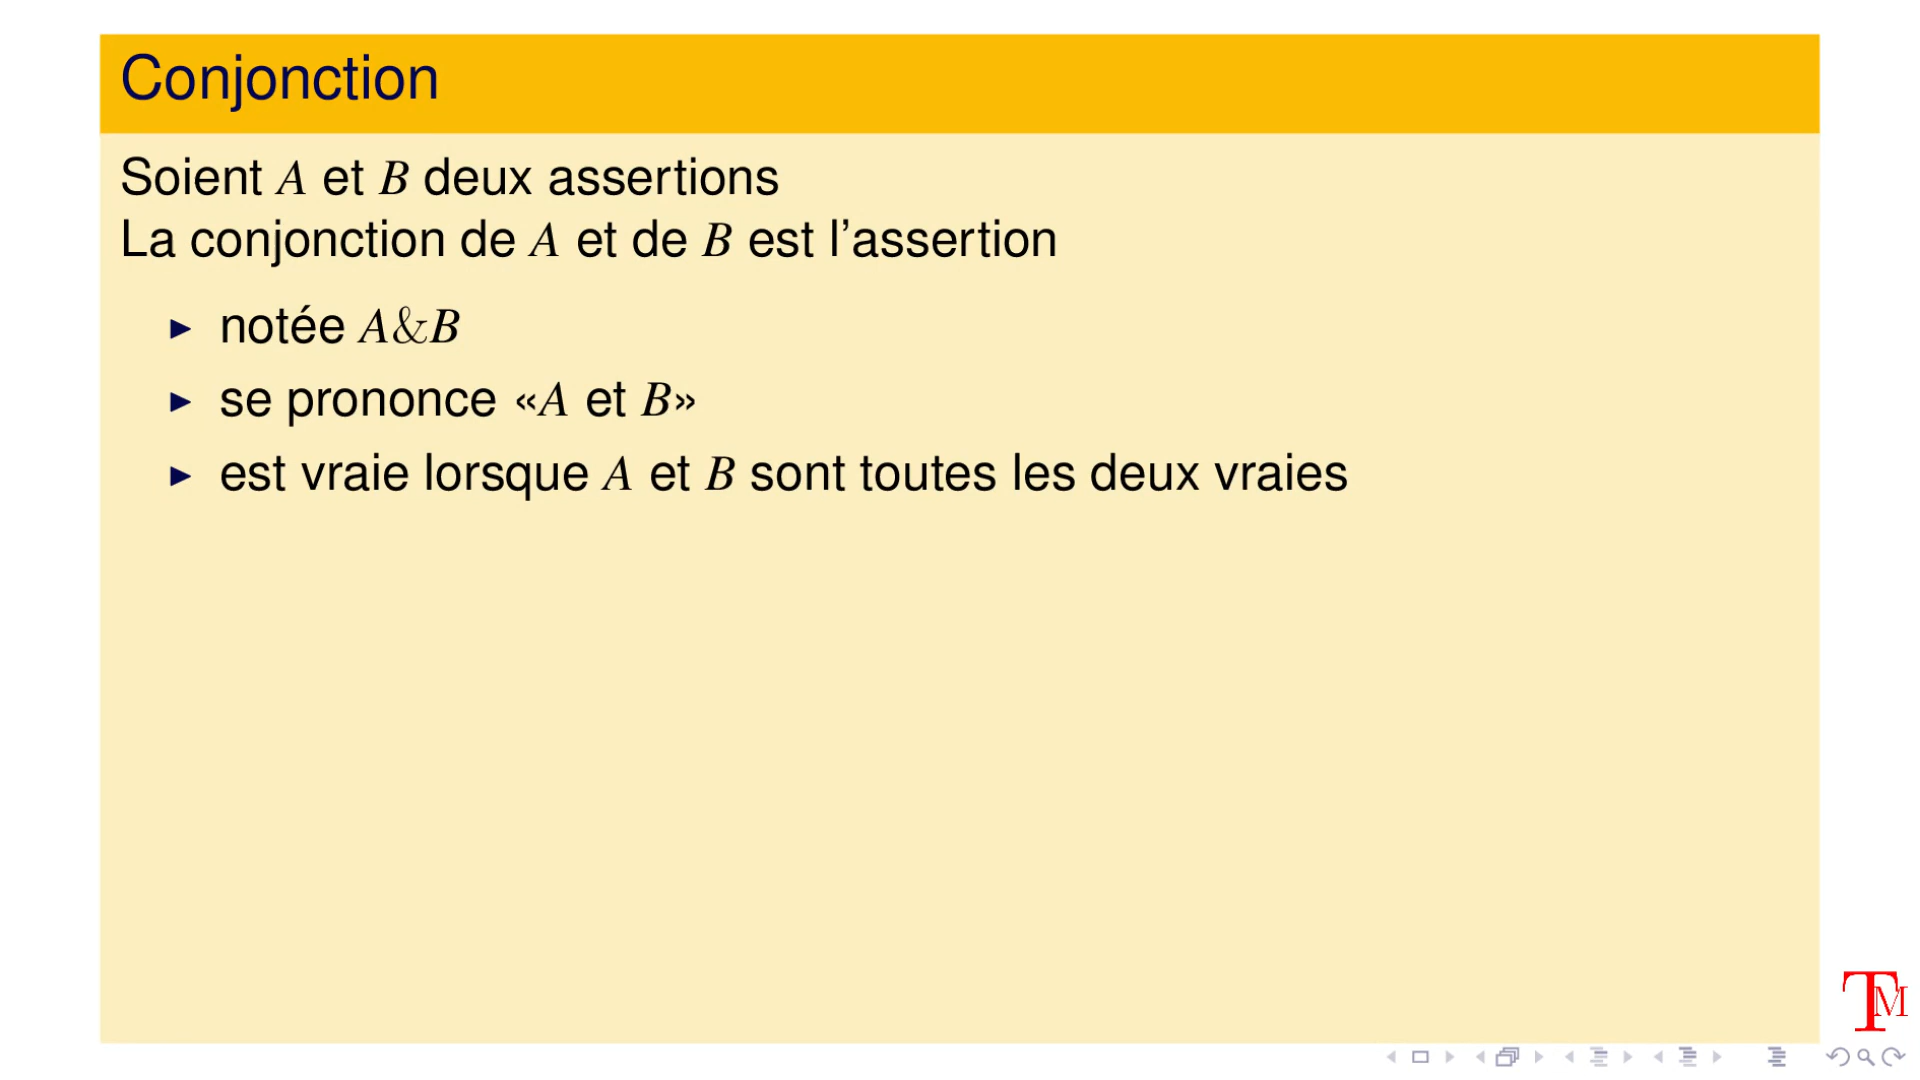 Conjonction
Soient A et B deux assertions
La conjonction de A et de B est l’assertion
▶ notée A&B
▶ se prononce «A et B»
▶ est vraie lorsque A et B sont toutes les deux vraies
TM